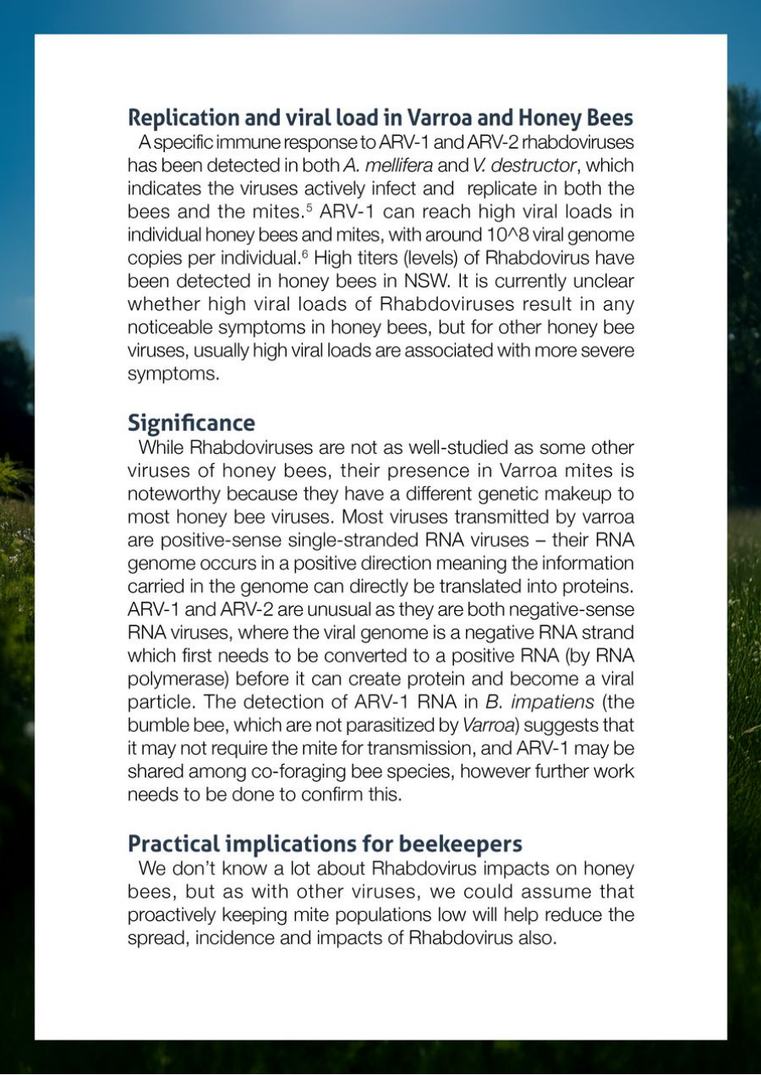 Replication and viral load in Varroa and Honey Bees
A specific immune response to ARV-1 and ARV-2 rhabdoviruses
has been detected in both A. mellifera and V. destructor, which
indicates the viruses actively infect and  replicate in both the
bees and the mites.⁵ ARV-1 can reach high viral loads in
individual honey bees and mites, with around 10^8 viral genome
copies per individual.⁶ High titers (levels) of Rhabdovirus have
been detected in honey bees in NSW. It is currently unclear
whether high viral loads of Rhabdoviruses result in any
noticeable symptoms in honey bees, but for other honey bee
viruses, usually high viral loads are associated with more severe
symptoms.
Significance
While Rhabdoviruses are not as well-studied as some other
viruses of honey bees, their presence in Varroa mites is
noteworthy because they have a different genetic makeup to
most honey bee viruses. Most viruses transmitted by varroa
are positive-sense single-stranded RNA viruses – their RNA
genome occurs in a positive direction meaning the information
carried in the genome can directly be translated into proteins.
ARV-1 and ARV-2 are unusual as they are both negative-sense
RNA viruses, where the viral genome is a negative RNA strand
which first needs to be converted to a positive RNA (by RNA
polymerase) before it can create protein and become a viral
particle. The detection of ARV-1 RNA in B. impatiens (the
bumble bee, which are not parasitized by Varroa) suggests that
it may not require the mite for transmission, and ARV-1 may be
shared among co-foraging bee species, however further work
needs to be done to confirm this.
Practical implications for beekeepers
We don’t know a lot about Rhabdovirus impacts on honey
bees, but as with other viruses, we could assume that
proactively keeping mite populations low will help reduce the
spread, incidence and impacts of Rhabdovirus also.